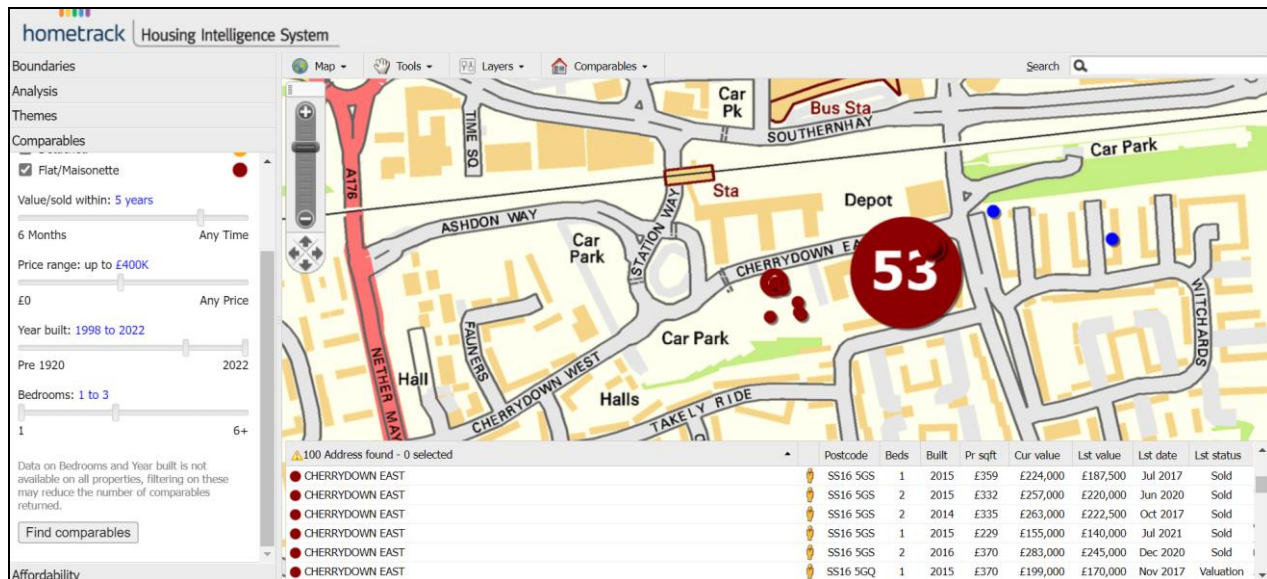 hometrack Housing Intelligence System
Boundaries
Analysis
Themes
Comparables
Flat/Maisonette
Value/sold within: 5 years
6 Months Any Time
Price range: up to £400K
£0 Any Price
Year built: 1998 to 2022
Pre 1920 2022
Bedrooms: 1 to 3
1 6+
Data on Bedrooms and Year built is not
available on all properties, filtering on these
may reduce the number of comparables
returned.
Find comparables
Affordability
Map Tools Layers Comparables Search
Car
Pk
Bus Sta
SOUTHERNHAY
TIME SQ
A176
Sta
Car Park
Depot
ASHDON WAY
STATION WAY
Car
Park
CHERRYDOWN EA
53
WITCHARDS
FAUNERS
Car Park
NETHER MAY
Hall
CHERRYDOWN WEST
Halls
TAKELY RIDE
100 Address found - 0 selected Postcode Beds Built Pr sqft Cur value Lst value Lst date Lst status
CHERRYDOWN EAST SS16 5GS 1 2015 £359 £224,000 £187,500 Jul 2017 Sold
CHERRYDOWN EAST SS16 5GS 2 2015 £332 £257,000 £220,000 Jun 2020 Sold
CHERRYDOWN EAST SS16 5GS 2 2014 £335 £263,000 £222,500 Oct 2017 Sold
CHERRYDOWN EAST SS16 5GS 1 2015 £229 £155,000 £140,000 Jul 2021 Sold
CHERRYDOWN EAST SS16 5GS 2 2016 £370 £283,000 £245,000 Dec 2020 Sold
CHERRYDOWN EAST SS16 5GQ 1 2015 £370 £199,000 £170,000 Nov 2017 Valuation